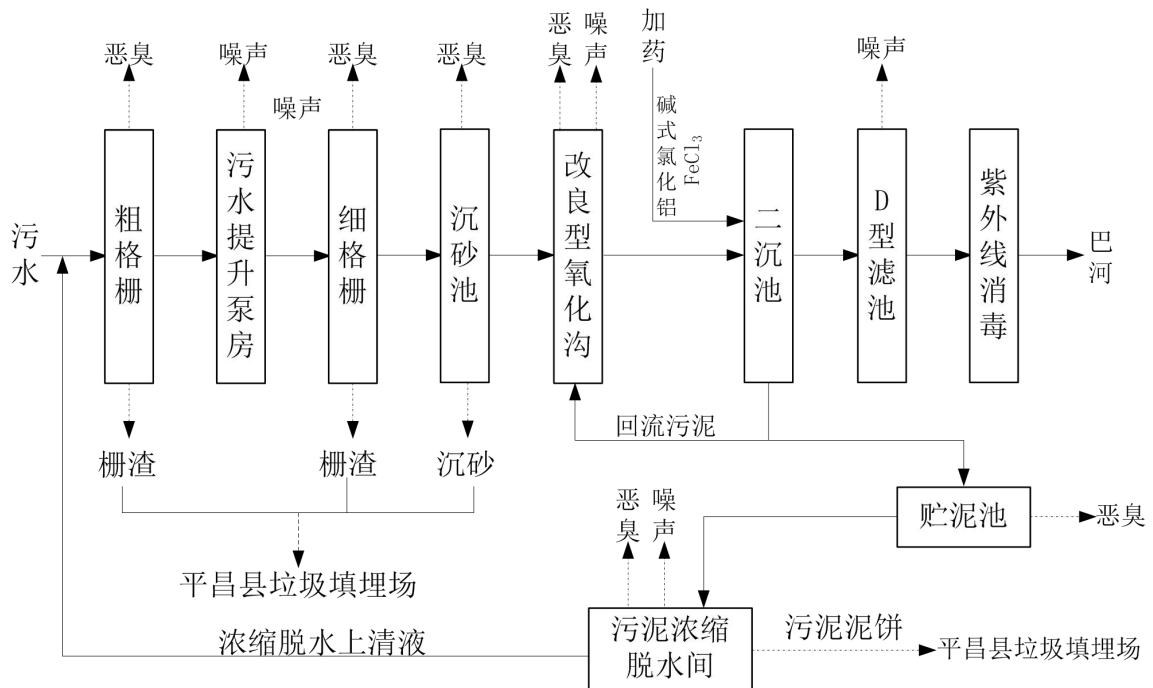 恶臭
噪声
恶臭
恶臭
恶臭
噪声
加药
噪声
噪声
碱式氯化铝
FeCl₃
污水
粗格栅
污水提升泵房
细格栅
沉砂池
改良型氧化沟
二沉池
D型滤池
紫外线消毒
巴河
回流污泥
栅渣
栅渣
沉砂
恶臭
噪声
贮泥池
恶臭
平昌县垃圾填埋场
浓缩脱水上清液
污泥浓缩
脱水间
污泥泥饼
平昌县垃圾填埋场